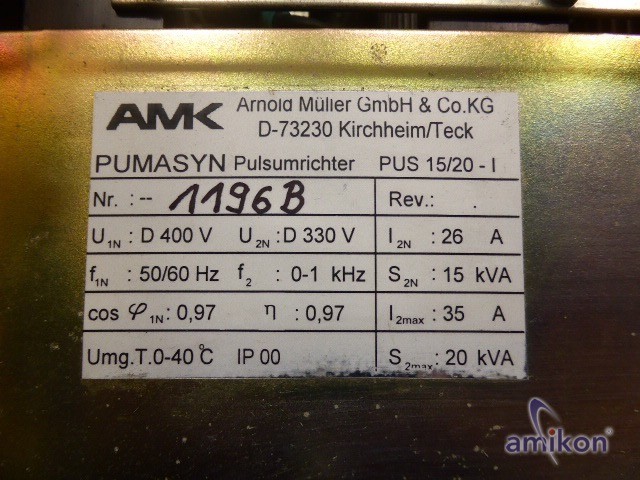 AMK Arnold Müller GmbH & Co.KG
D-73230 Kirchheim/Teck
PUMASYN Pulsumrichter PUS 15/20 - I
Nr. : -- 1196B Rev.: .
U1N : D 400 V U2N : D 330 V I2N : 26 A
f1N : 50/60 Hz f2 : 0-1 kHz S2N : 15 kVA
cos φ1N: 0,97 η : 0,97 I2max : 35 A
Umg.T.0-40°C IP 00 S2max : 20 kVA
amikon